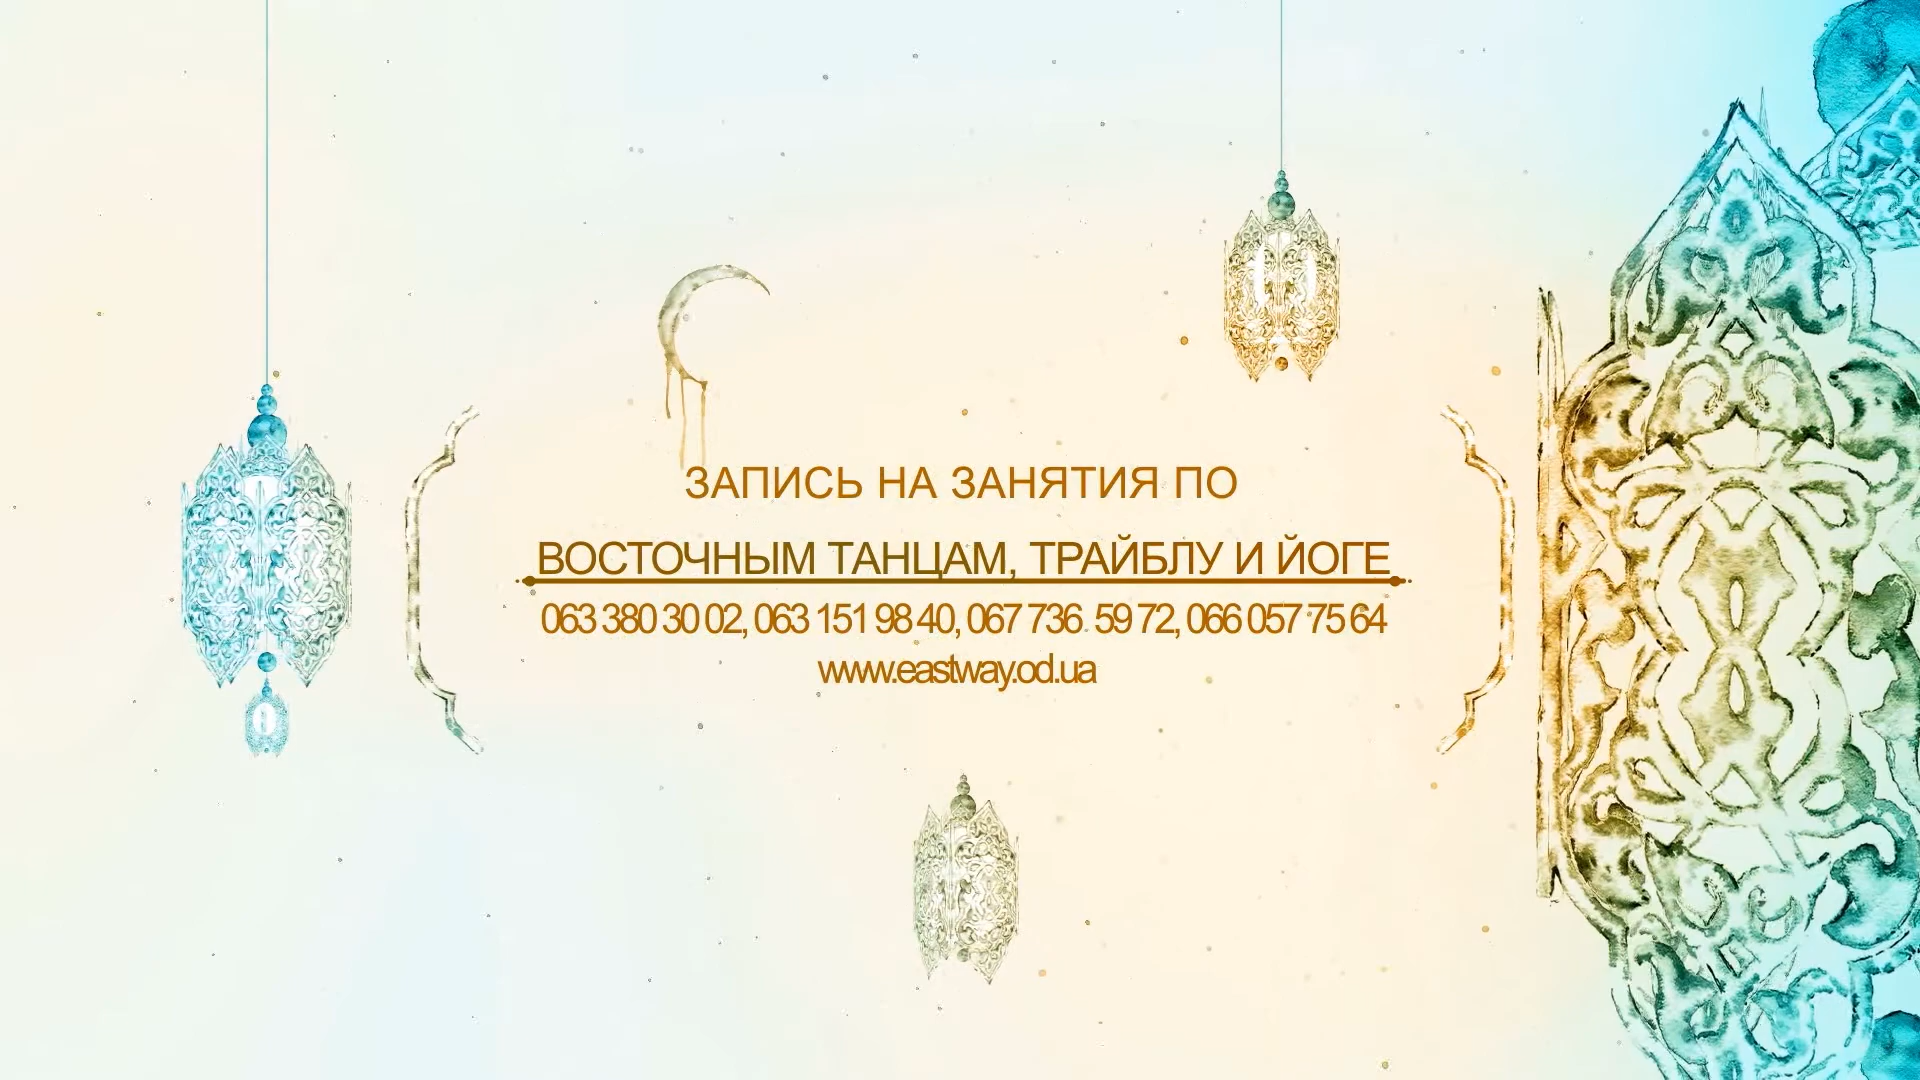 ЗАПИСЬ НА ЗАНЯТИЯ ПО
ВОСТОЧНЫМ ТАНЦАМ, ТРАЙБЛУ И ЙОГЕ
063 380 30 02, 063 151 98 40, 067 736 59 72, 066 057 75 64
www.eastway.od.ua